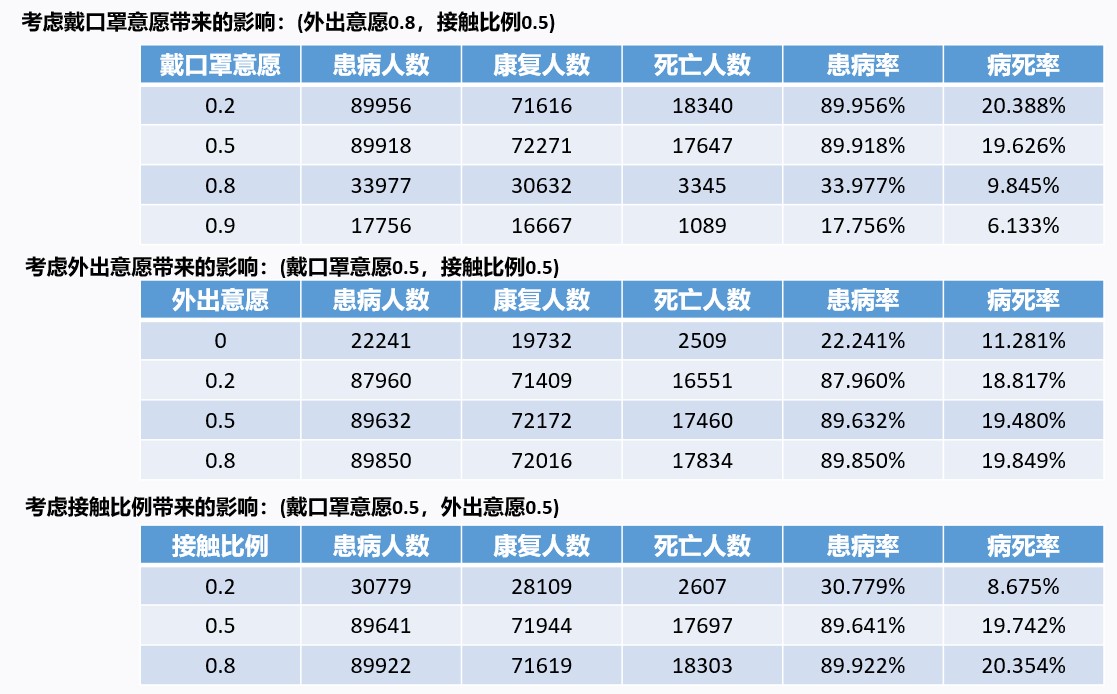 考虑戴口罩意愿带来的影响：(外出意愿0.8，接触比例0.5)
戴口罩意愿 患病人数 康复人数 死亡人数 患病率 病死率
0.2 89956 71616 18340 89.956% 20.388%
0.5 89918 72271 17647 89.918% 19.626%
0.8 33977 30632 3345 33.977% 9.845%
0.9 17756 16667 1089 17.756% 6.133%
考虑外出意愿带来的影响：(戴口罩意愿0.5，接触比例0.5)
外出意愿 患病人数 康复人数 死亡人数 患病率 病死率
0 22241 19732 2509 22.241% 11.281%
0.2 87960 71409 16551 87.960% 18.817%
0.5 89632 72172 17460 89.632% 19.480%
0.8 89850 72016 17834 89.850% 19.849%
考虑接触比例带来的影响：(戴口罩意愿0.5，外出意愿0.5)
接触比例 患病人数 康复人数 死亡人数 患病率 病死率
0.2 30779 28109 2607 30.779% 8.675%
0.5 89641 71944 17697 89.641% 19.742%
0.8 89922 71619 18303 89.922% 20.354%